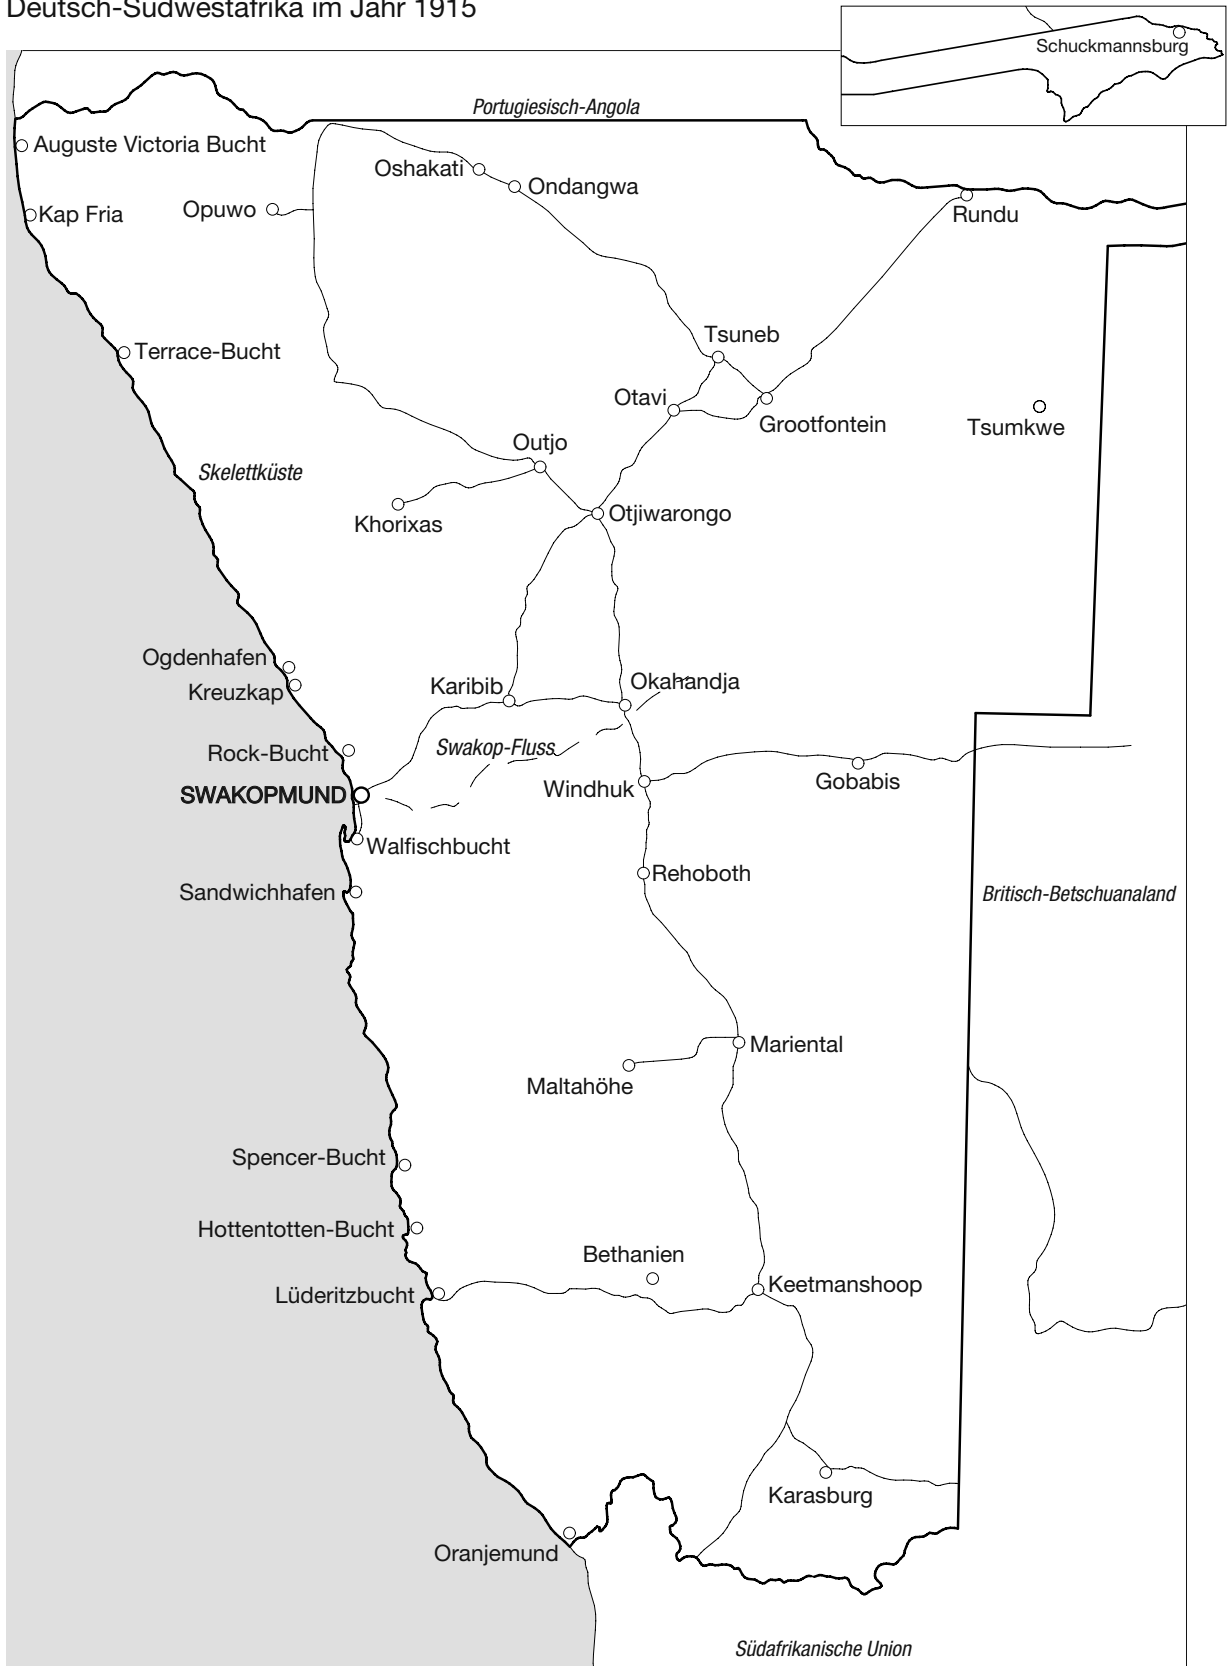 Deutsch-Südwestafrika im Jahr 1915
Schuckmannsburg
Portugiesisch-Angola
Auguste Victoria Bucht
Oshakati
Ondangwa
Kap Fria
Opuwo
Rundu
Tsuneb
Terrace-Bucht
Otavi
Grootfontein
Tsumkwe
Outjo
Skelettküste
Khorixas
Otjiwarongo
Ogdenhafen
Kreuzkap
Karibib
Okahandja
Rock-Bucht
Swakop-Fluss
Windhuk
Gobabis
SWAKOPMUND
Walfischbucht
Rehoboth
Sandwichhafen
Britisch-Betschuanaland
Mariental
Maltahöhe
Spencer-Bucht
Hottentotten-Bucht
Bethanien
Keetmanshoop
Lüderitzbucht
Karasburg
Oranjemund
Südafrikanische Union